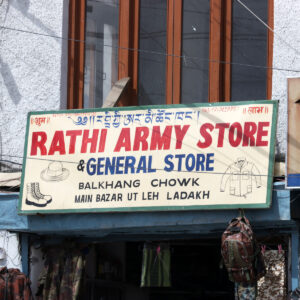 ॥ शुभ ॥ ॥ लाभ ॥
RATHI ARMY STORE
& GENERAL STORE
BALKHANG CHOWK
MAIN BAZAR UT LEH LADAKH